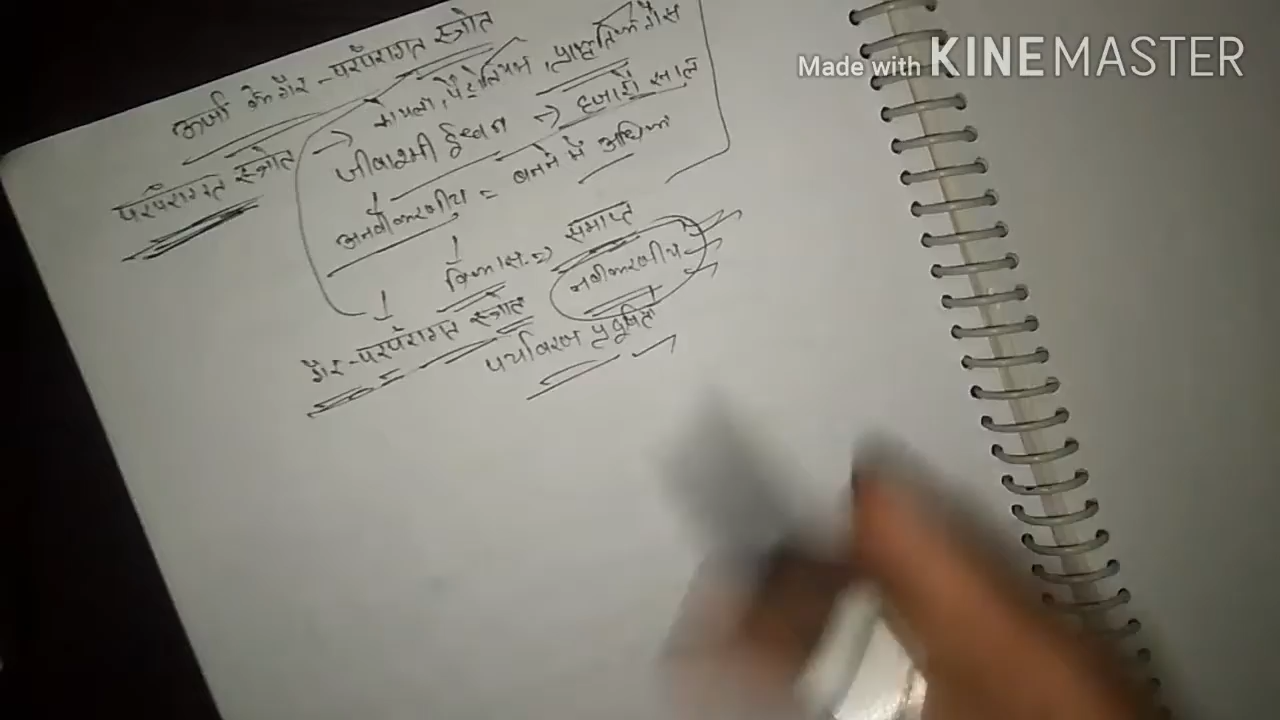 Made with KINEMASTER
ऊर्जा के गैर-परंपरागत स्त्रोत
परंपरागत स्त्रोत → कोयला, पेट्रोलियम, प्राकृतिक गैस
जीवाश्मी ईंधन → हजारों साल
अनवीकरणीय = बनने में अधिक
विकास => समाप्त
नवीकरणीय
गैर-परंपरागत स्त्रोत
पर्यावरण प्रदूषित